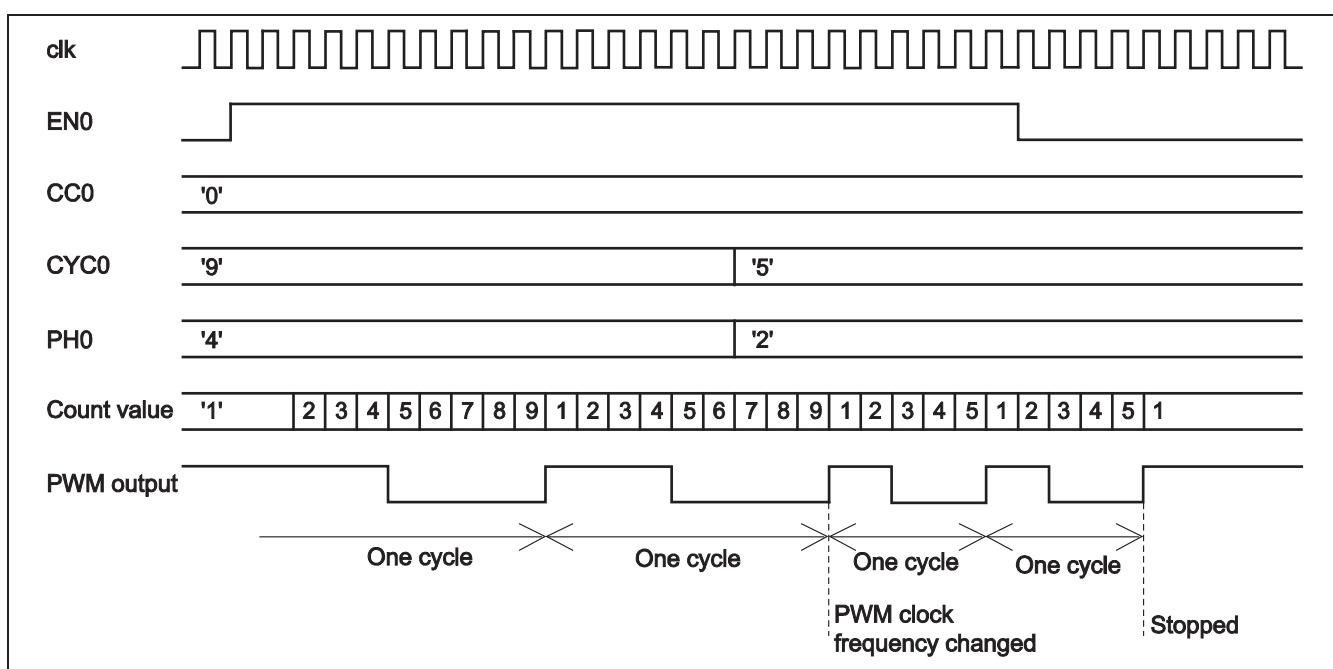 clk
EN0
CC0 '0'
CYC0 '9' '5'
PH0 '4' '2'
Count value '1' 2 3 4 5 6 7 8 9 1 2 3 4 5 6 7 8 9 1 2 3 4 5 1 2 3 4 5 1
PWM output
One cycle One cycle One cycle One cycle
PWM clock
frequency changed
Stopped